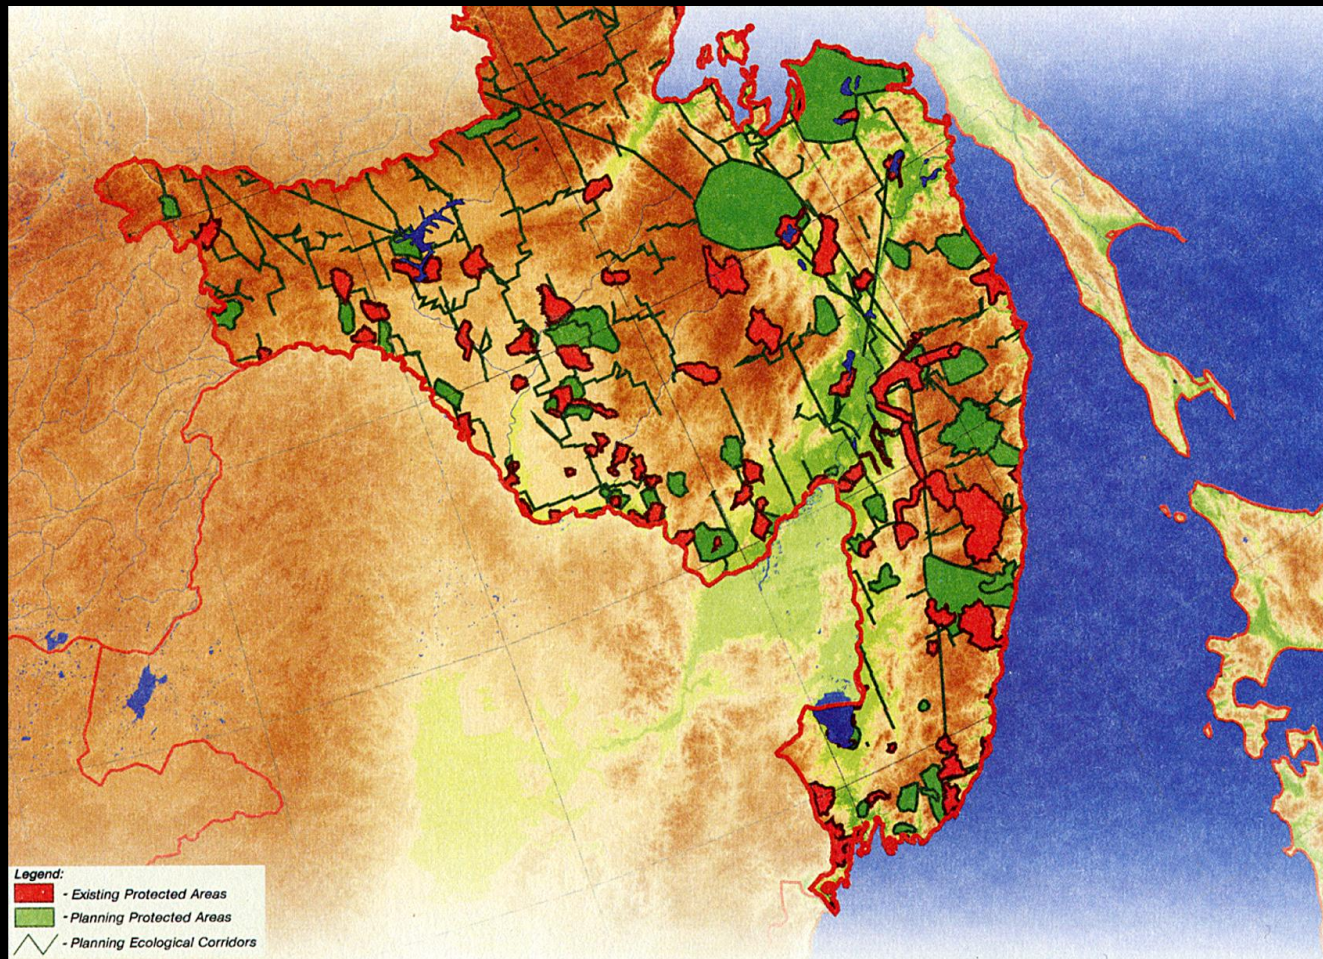 Legend:
- Existing Protected Areas
- Planning Protected Areas
- Planning Ecological Corridors